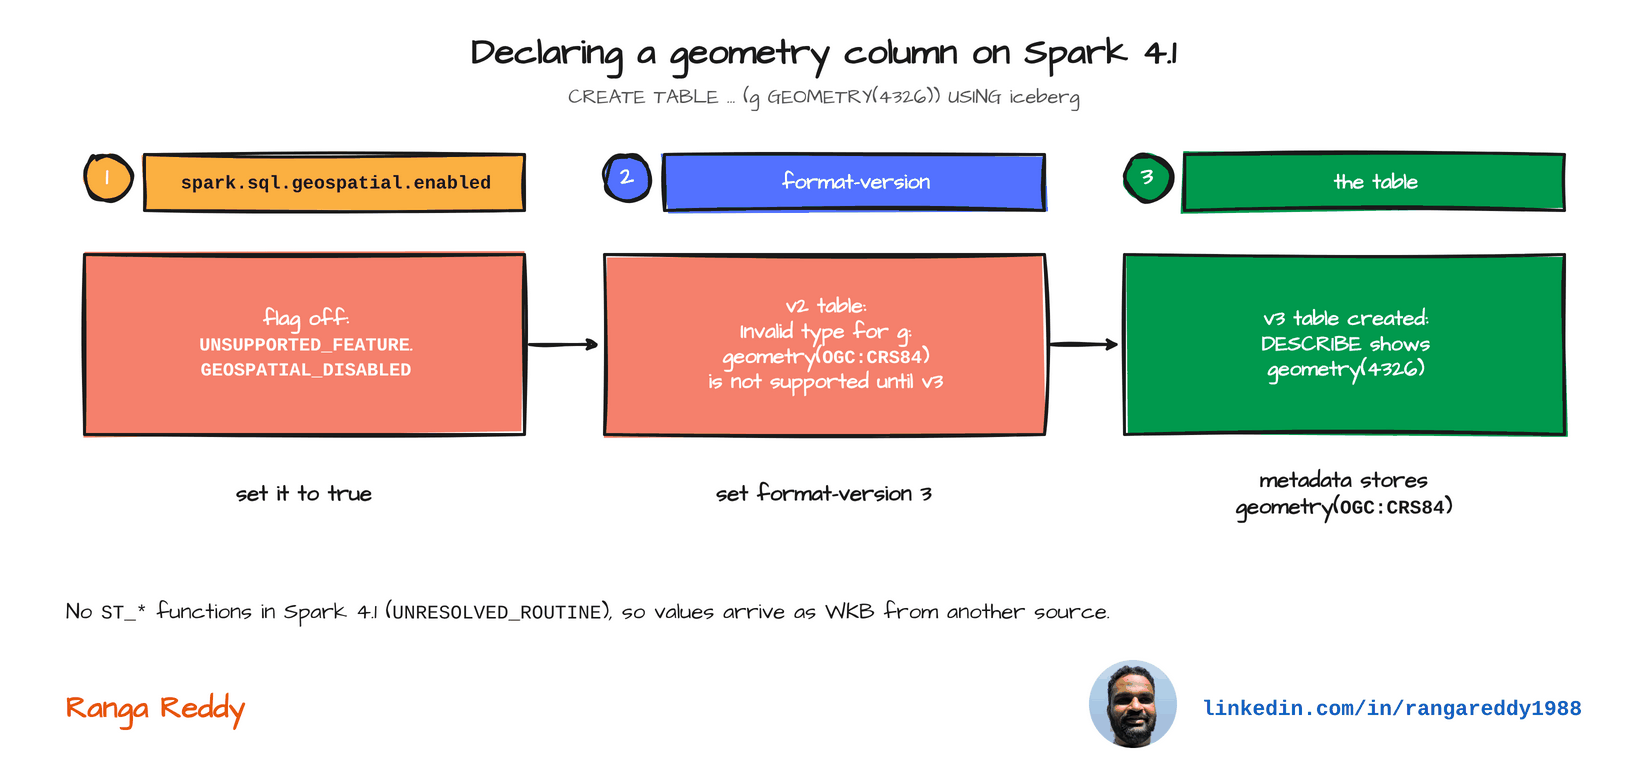 Declaring a geometry column on Spark 4.1
CREATE TABLE ... (g GEOMETRY(4326)) USING iceberg
1
spark.sql.geospatial.enabled
2
format-version
3
the table
flag off:
UNSUPPORTED_FEATURE.
GEOSPATIAL_DISABLED
v2 table:
Invalid type for g:
geometry(OGC:CRS84)
is not supported until v3
v3 table created:
DESCRIBE shows
geometry(4326)
set it to true
set format-version 3
metadata stores
geometry(OGC:CRS84)
No ST_* functions in Spark 4.1 (UNRESOLVED_ROUTINE), so values arrive as WKB from another source.
Ranga Reddy
linkedin.com/in/rangareddy1988